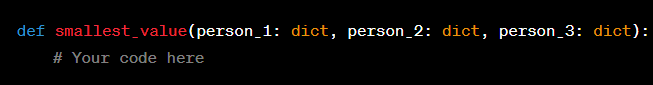 def smallest_value(person_1: dict, person_2: dict, person_3: dict):
    # Your code here